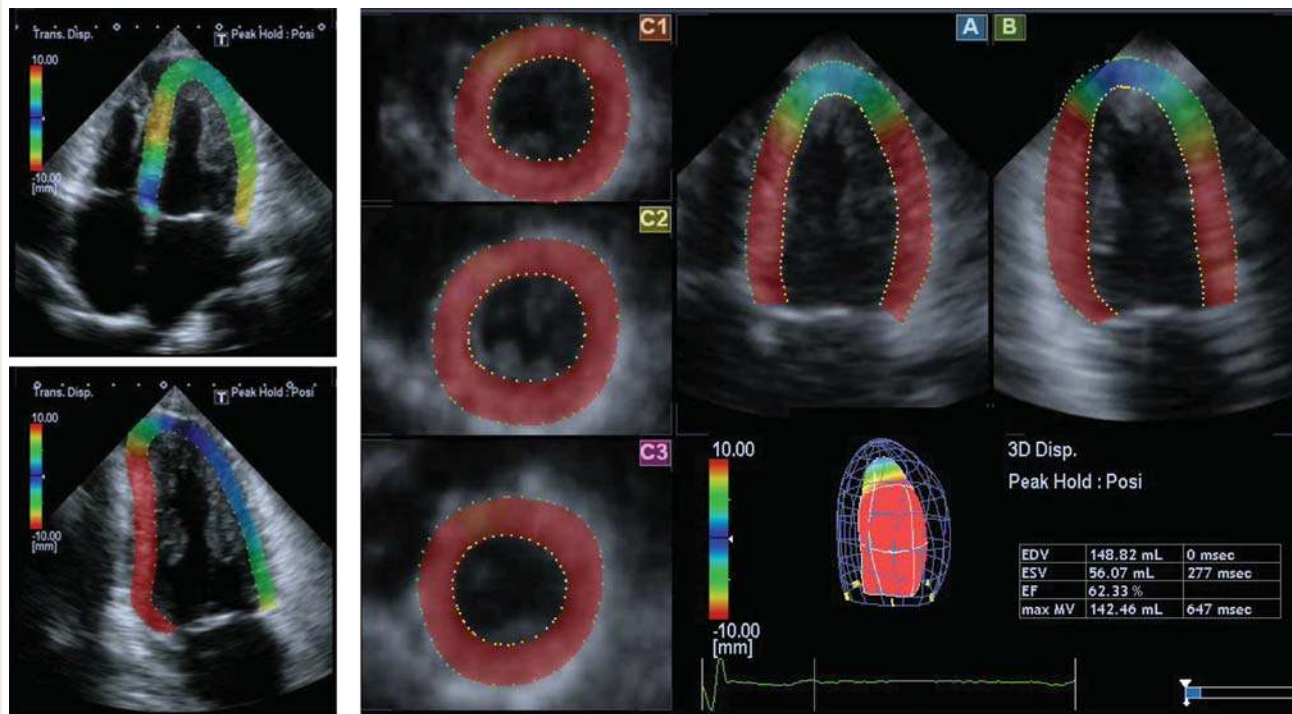 Trans. Disp.
T Peak Hold : Posi
10.00
-10.00
[mm]
Trans. Disp.
T Peak Hold : Posi
10.00
-10.00
[mm]
C1
C2
C3
A
B
10.00
-10.00
[mm]
3D Disp.
Peak Hold : Posi
EDV 148.82 mL 0 msec
ESV 56.07 mL 277 msec
EF 62.33 %
max MV 142.46 mL 647 msec